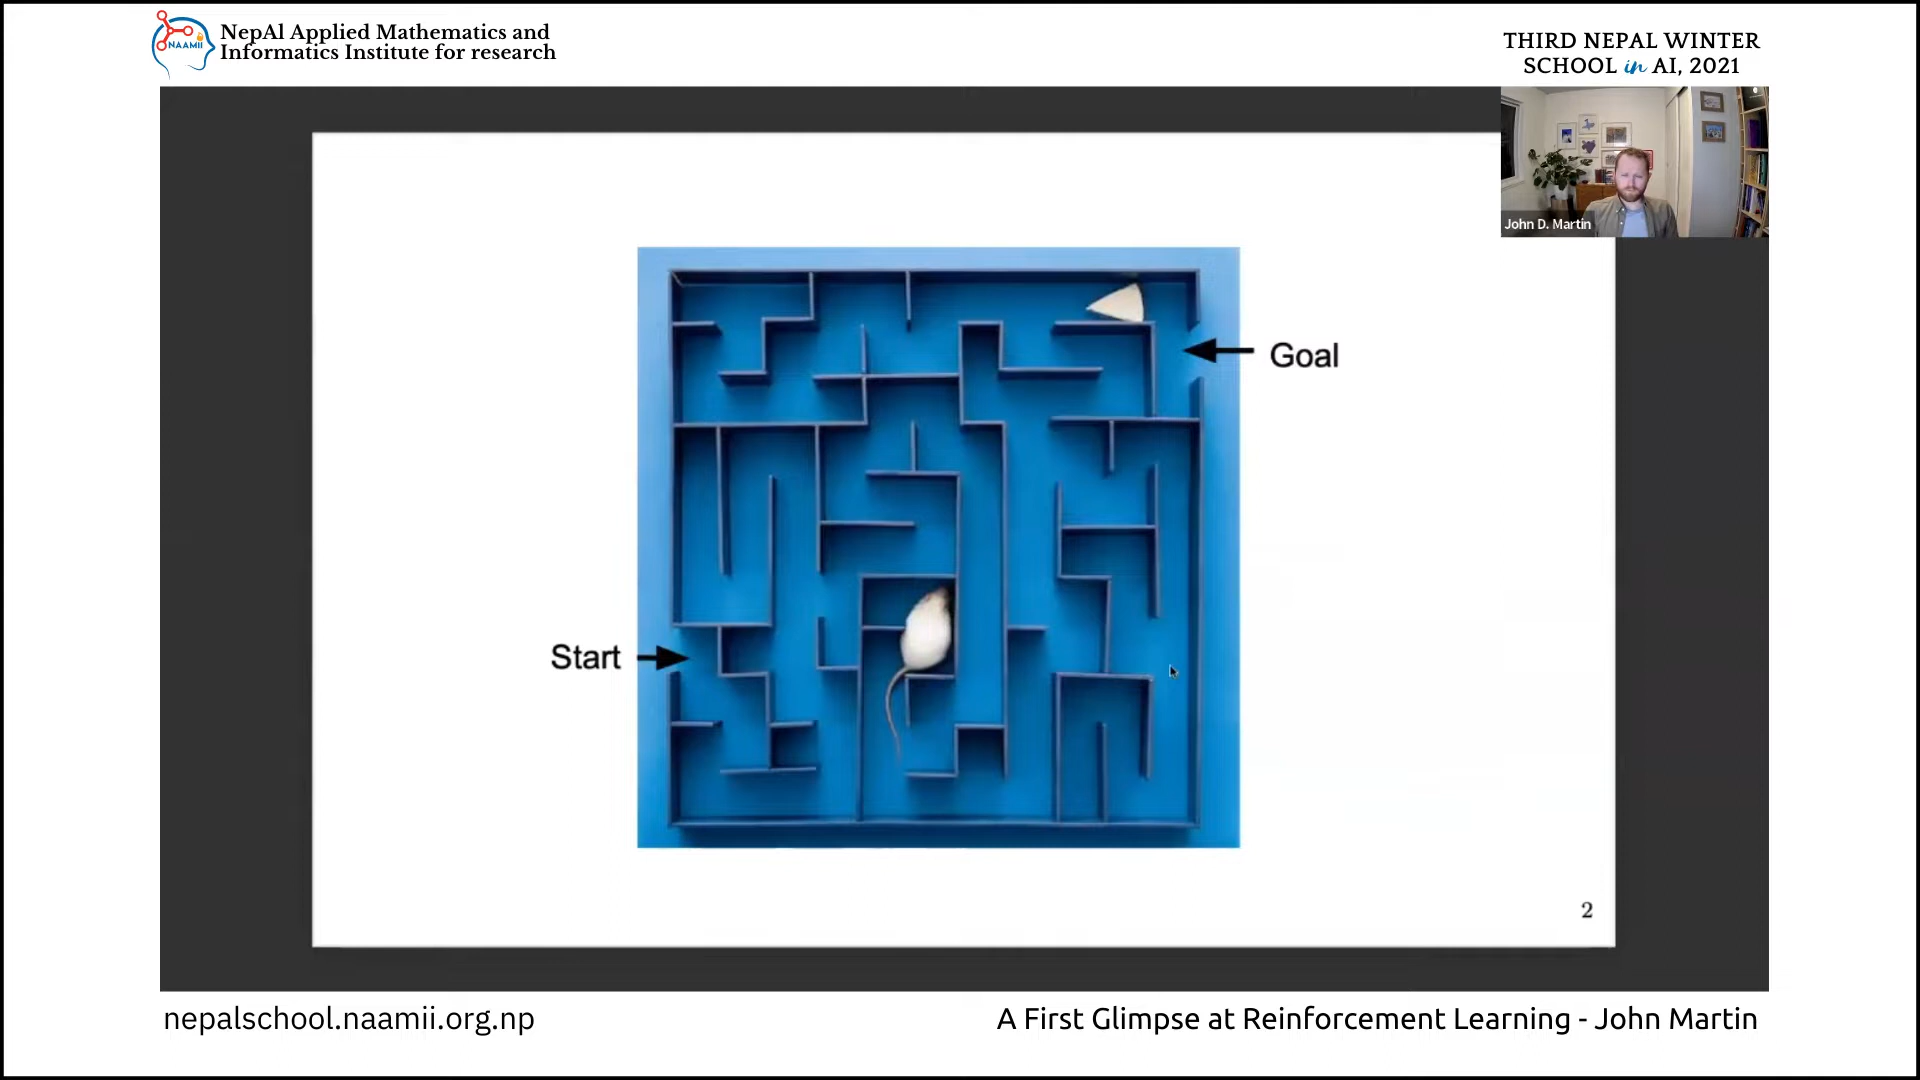 NAAMII
NepAl Applied Mathematics and
Informatics Institute for research
THIRD NEPAL WINTER
SCHOOL in AI, 2021
John D. Martin
Goal
Start
2
nepalschool.naamii.org.np
A First Glimpse at Reinforcement Learning - John Martin